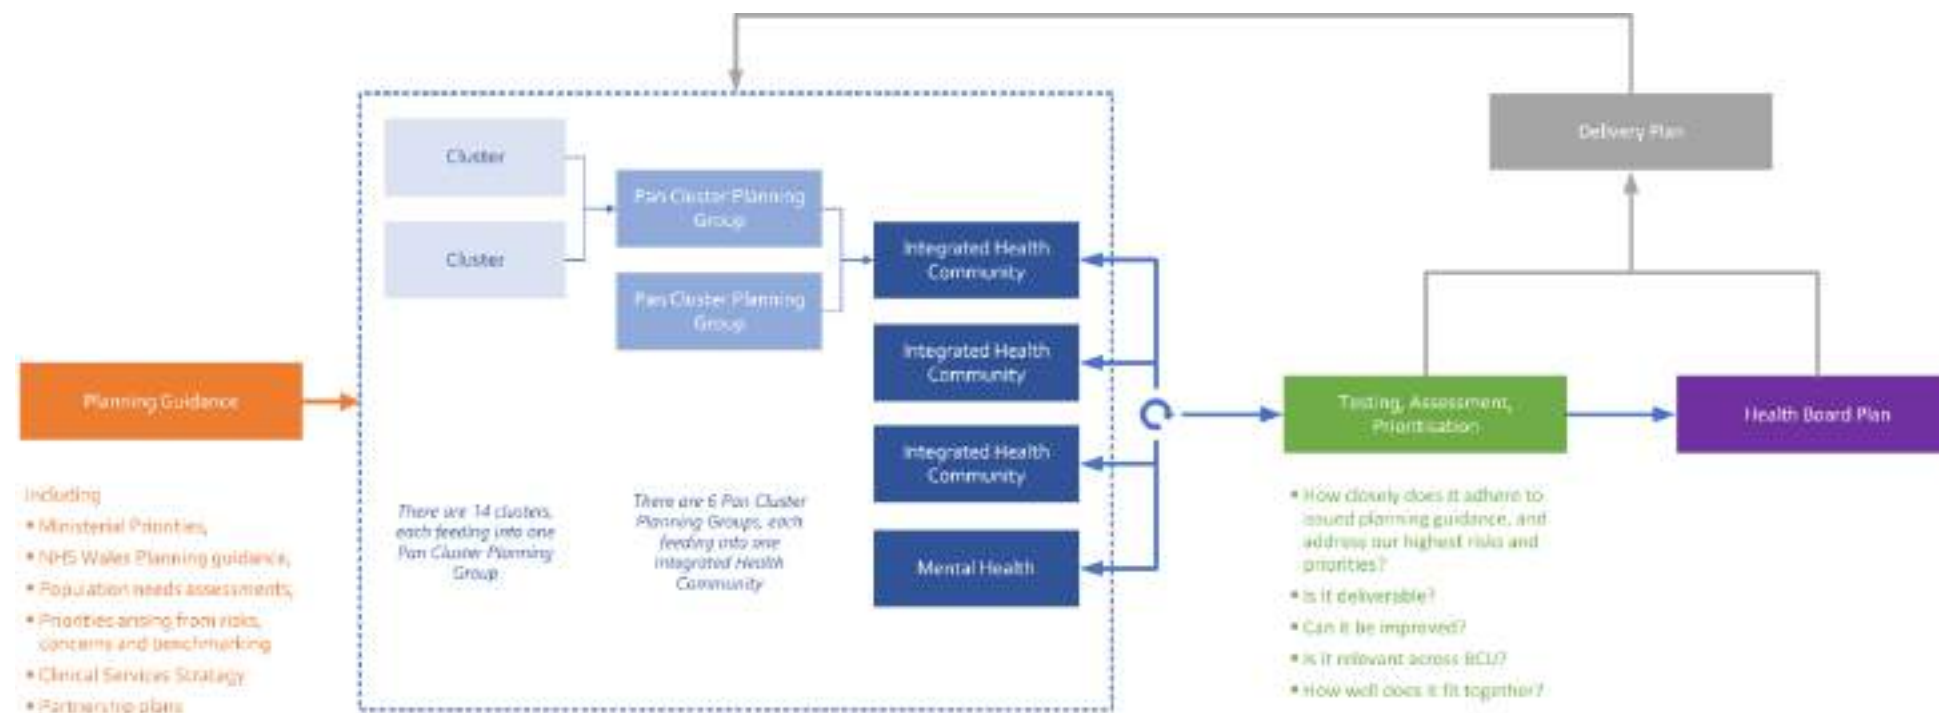 Delivery Plan
Cluster
Pan Cluster Planning
Group
Cluster
Integrated Health
Community
Pan Cluster Planning
Group
Integrated Health
Community
Planning Guidance
Testing, Assessment,
Prioritisation
Health Board Plan
Integrated Health
Community
Mental Health
Including
• Ministerial Priorities,
• NHS Wales Planning guidance,
• Population needs assessments,
• Priorities arising from risks,
concerns and benchmarking
• Clinical Services Strategy
• Partnership plans
There are 14 clusters,
each feeding into one
Pan Cluster Planning
Group
There are 6 Pan Cluster
Planning Groups, each
feeding into one
Integrated Health
Community
• How closely does it adhere to
issued planning guidance, and
address our highest risks and
priorities?
• Is it deliverable?
• Can it be improved?
• Is it relevant across BCU?
• How well does it fit together?